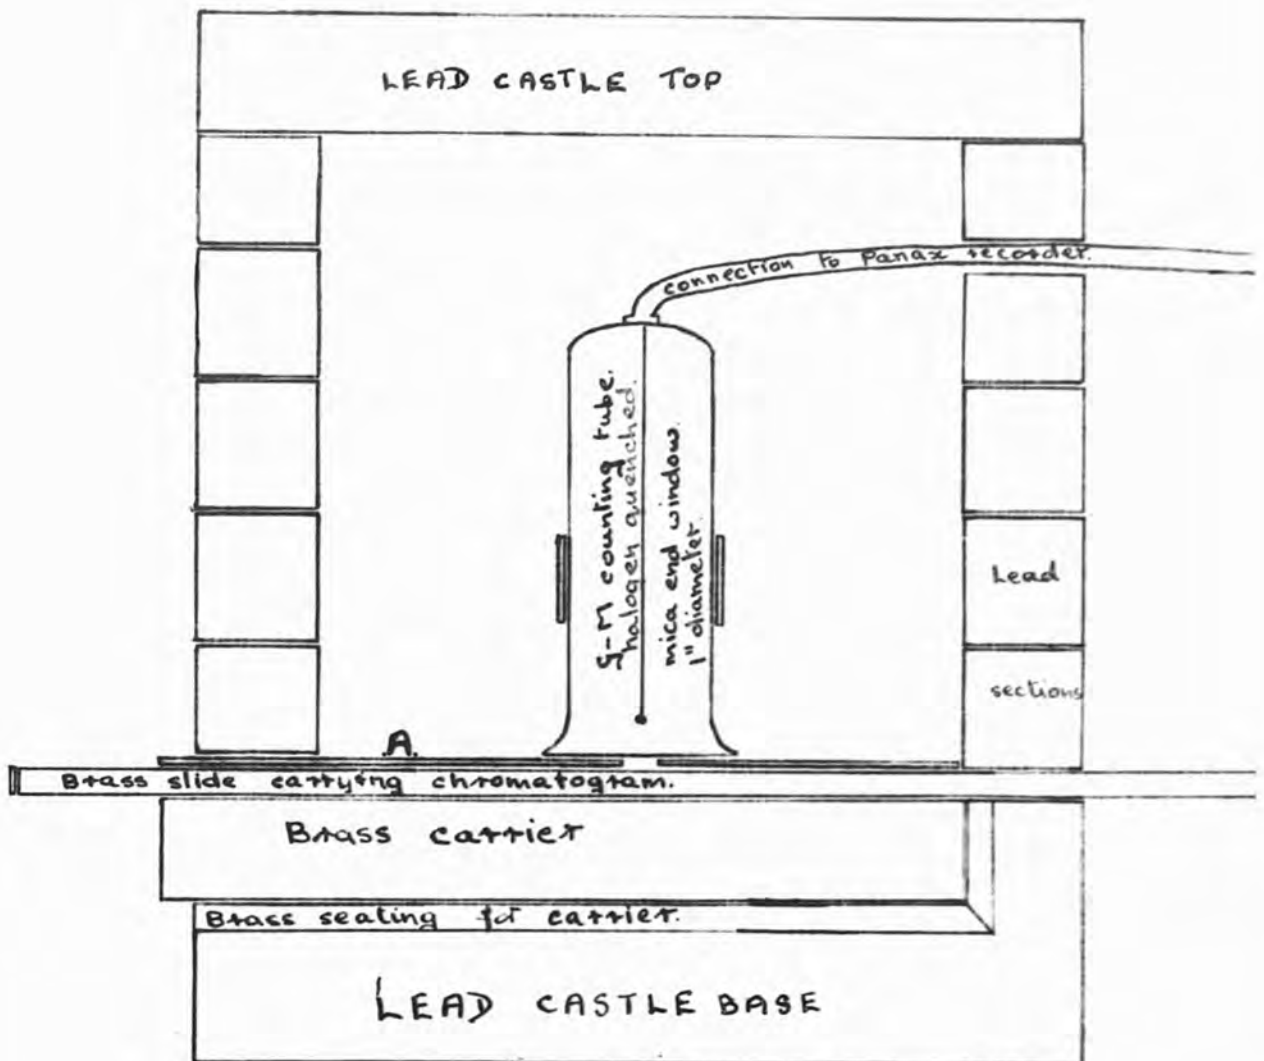 LEAD CASTLE TOP
connection to Panax recorder.
G-M counting tube.
halogen quenched.
mica end window.
1" diameter.
Lead
sections
A.
Brass slide carrying chromatogram.
Brass carrier
Brass seating for carrier.
LEAD CASTLE BASE